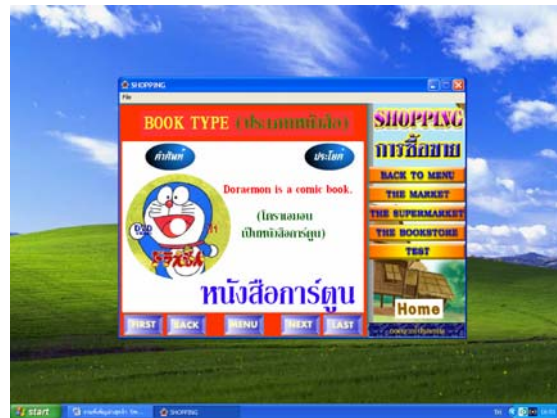 SHOPPING
File
BOOK TYPE (ประเภทหนังสือ)
คำศัพท์
ประโยค
Doraemon is a comic book.
(โดราเอมอน
เป็นหนังสือการ์ตูน)
หนังสือการ์ตูน
FIRST
BACK
MENU
NEXT
LAST
SHOPPING
การซื้อขาย
BACK TO MENU
THE MARKET
THE SUPERMARKET
THE BOOKSTORE
TEST
Home
start
SHOPPING
TH